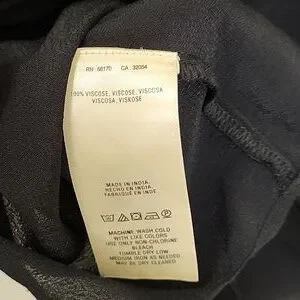 RN 66170 CA 32054
100% VISCOSE, VISCOSE, VISCOSA,
VISCOSA, VISKOSE
MADE IN INDIA.
HECHO EN INDIA.
FABRIQUÉ EN INDE
MACHINE WASH COLD
WITH LIKE COLORS
USE ONLY NON-CHLORINE
BLEACH
TUMBLE DRY LOW
MEDIUM IRON AS NEEDED
MAY BE DRY CLEANED